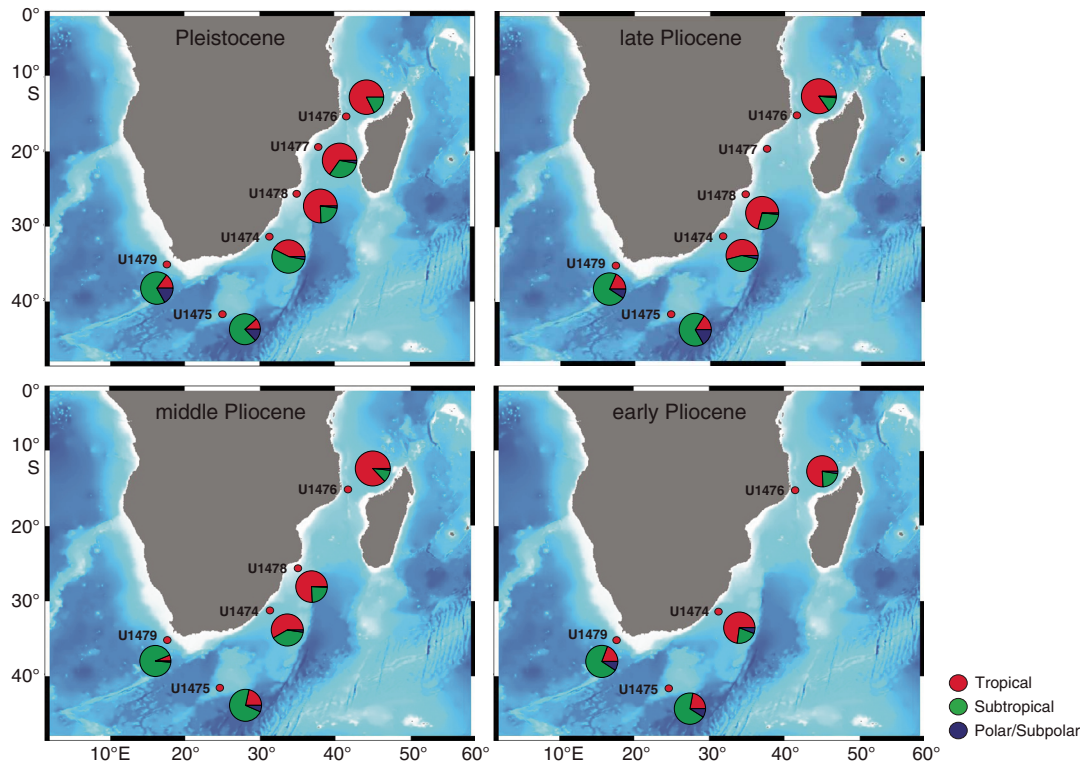 0°
10°
S
20°
30°
40°
Pleistocene
U1476
U1477
U1478
U1474
U1479
U1475
late Pliocene
U1476
U1477
U1478
U1474
U1479
U1475
0°
10°
S
20°
30°
40°
middle Pliocene
U1476
U1478
U1474
U1479
U1475
early Pliocene
U1476
U1474
U1479
U1475
10°E 20° 30° 40° 50° 10°E 20° 30° 40° 50° 60°
Tropical
Subtropical
Polar/Subpolar